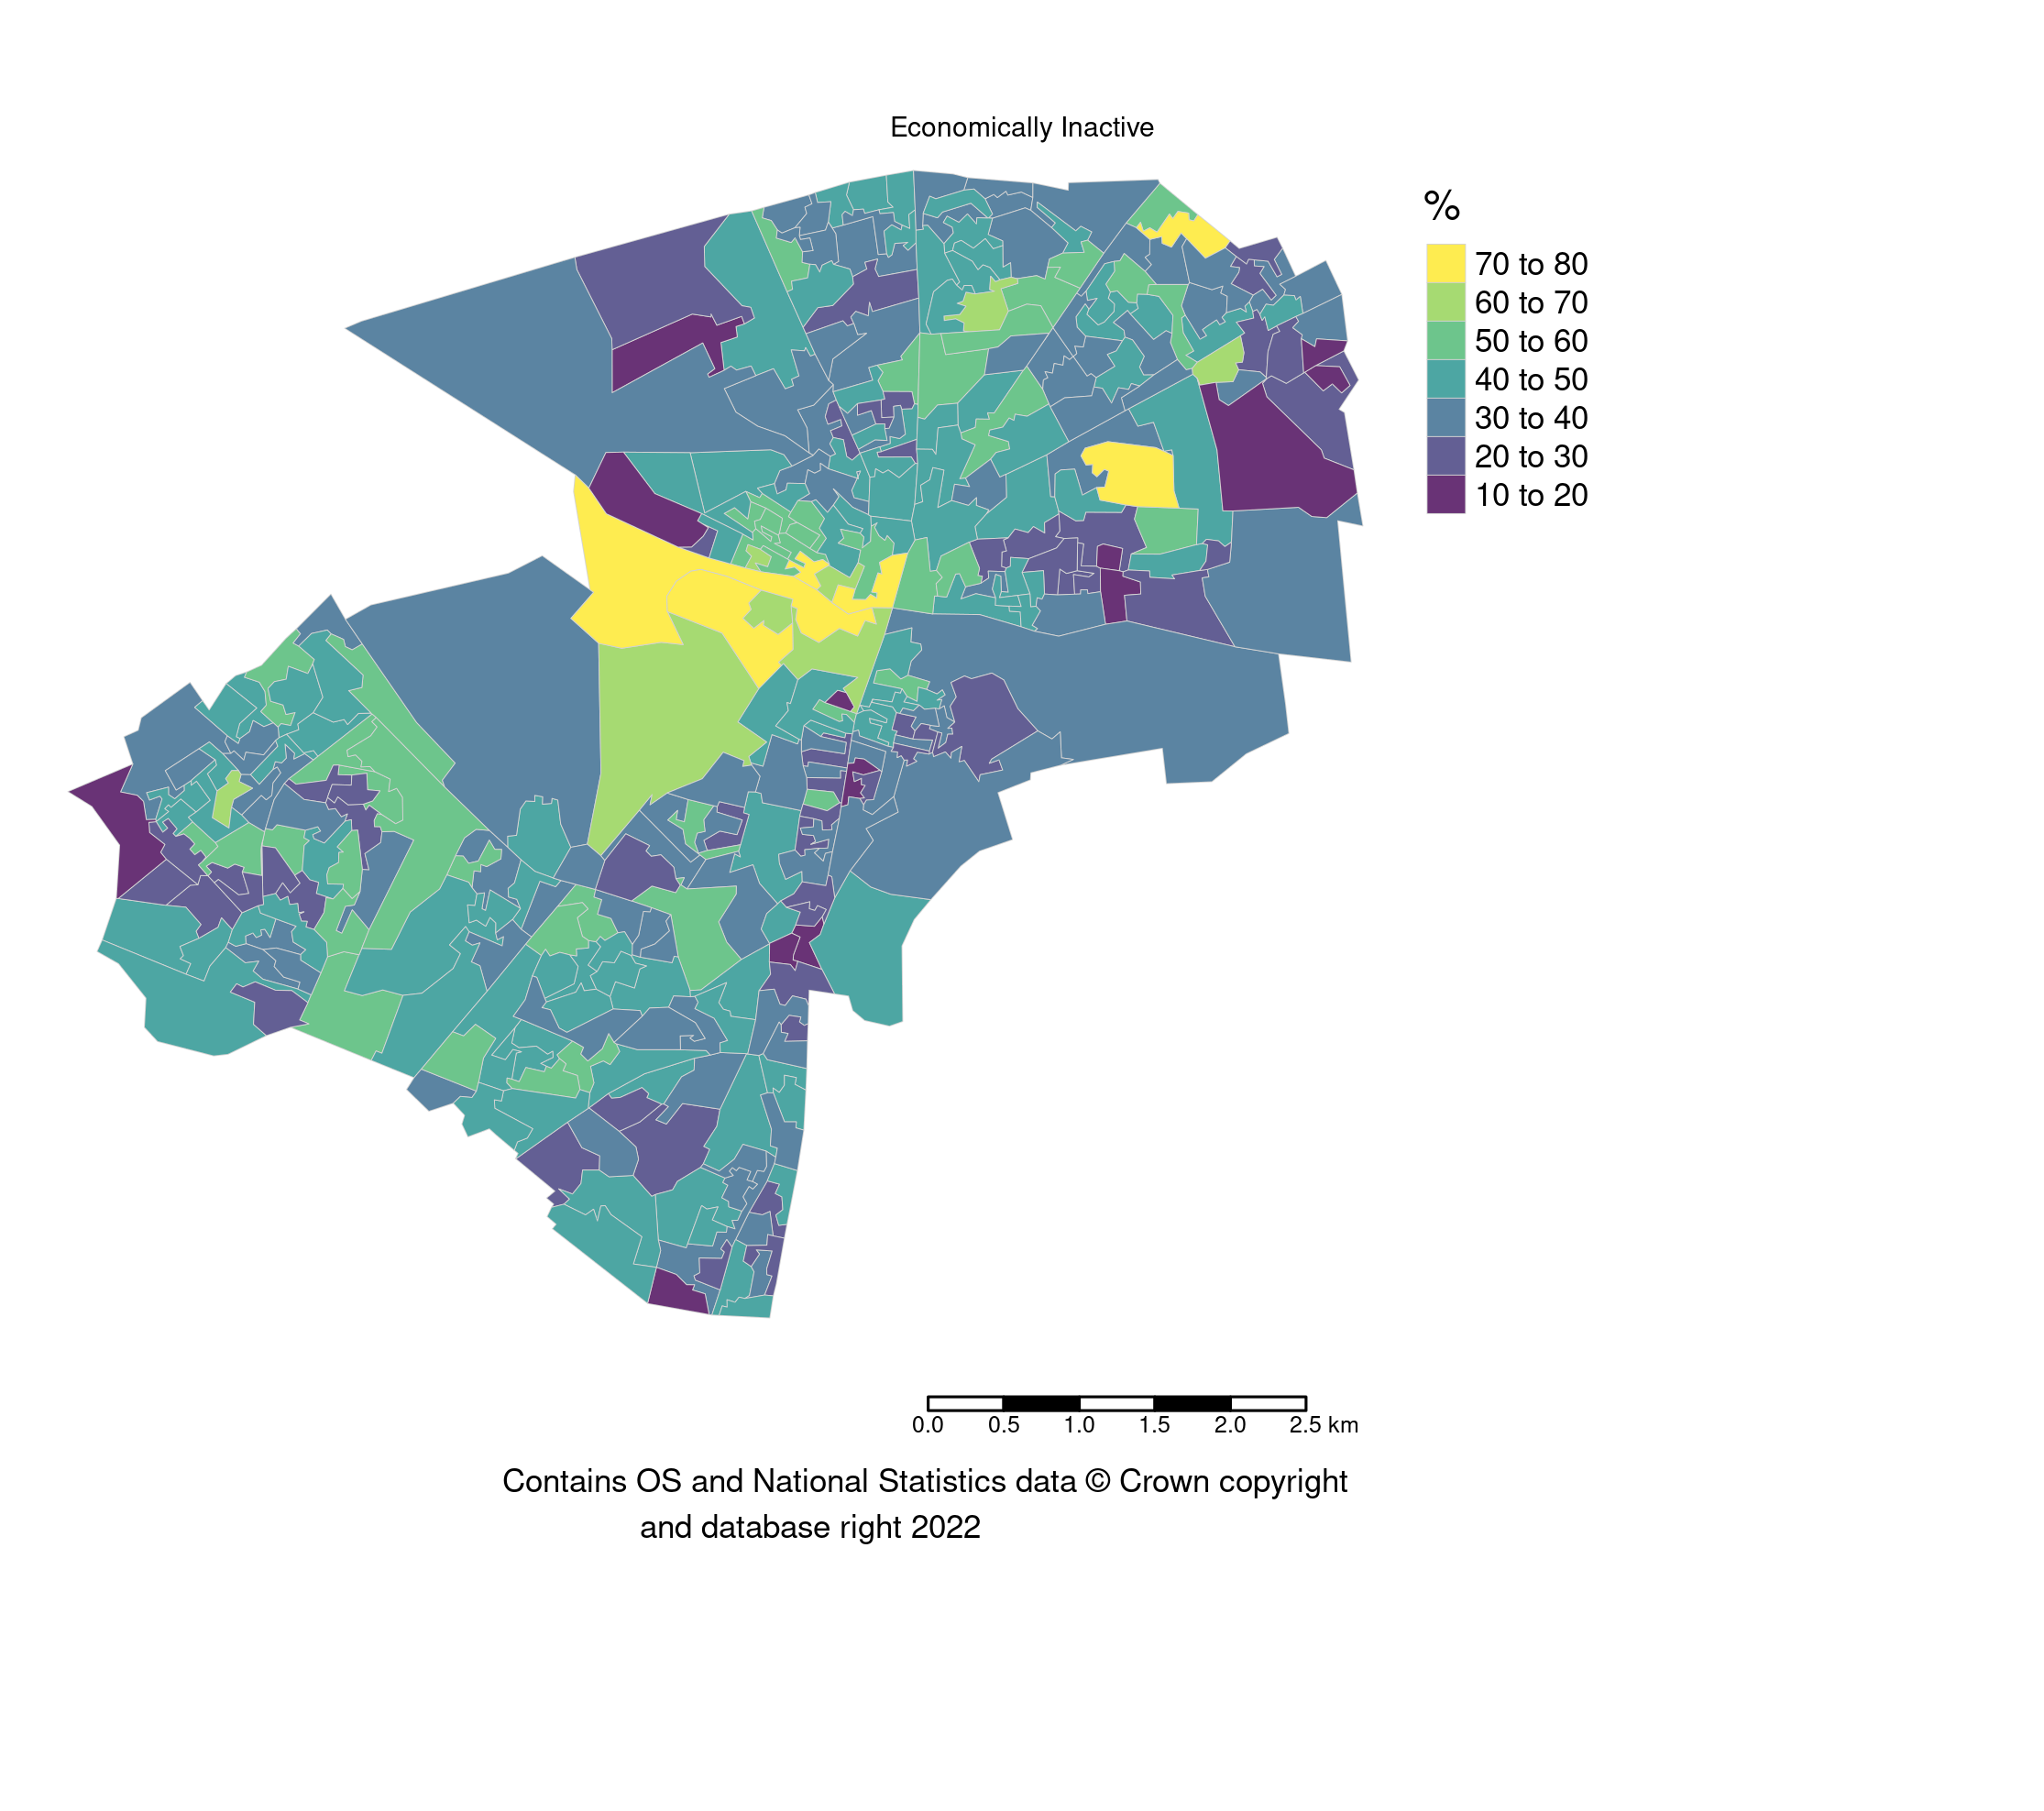 Economically Inactive
%
70 to 80
60 to 70
50 to 60
40 to 50
30 to 40
20 to 30
10 to 20
0.0 0.5 1.0 1.5 2.0 2.5 km
Contains OS and National Statistics data © Crown copyright
and database right 2022